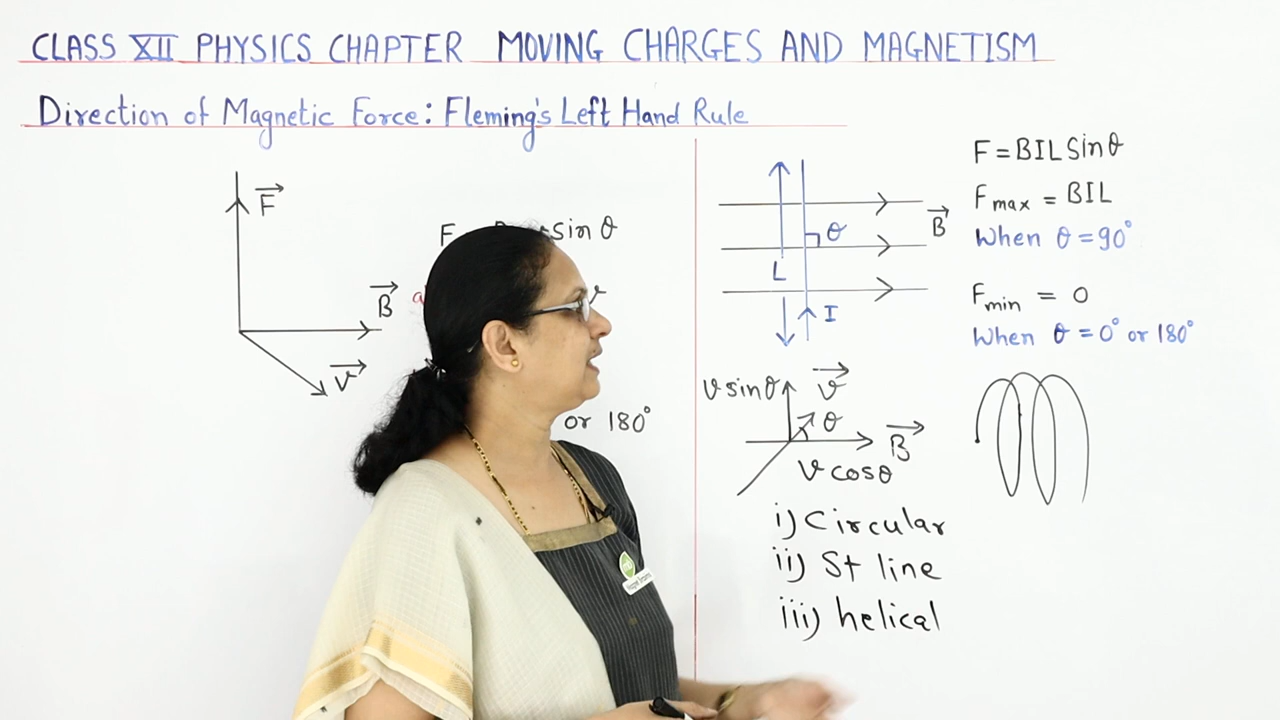 CLASS XII PHYSICS CHAPTER MOVING CHARGES AND MAGNETISM
Direction of Magnetic Force: Fleming's Left Hand Rule
F
B
V
F
sin θ
or 180°
L
θ
I
B
F = BIL Sin θ
F max = BIL
When θ = 90°
F min = 0
When θ = 0° or 180°
v sin θ
v
θ
B
v cos θ
i) Circular
ii) St line
iii) helical